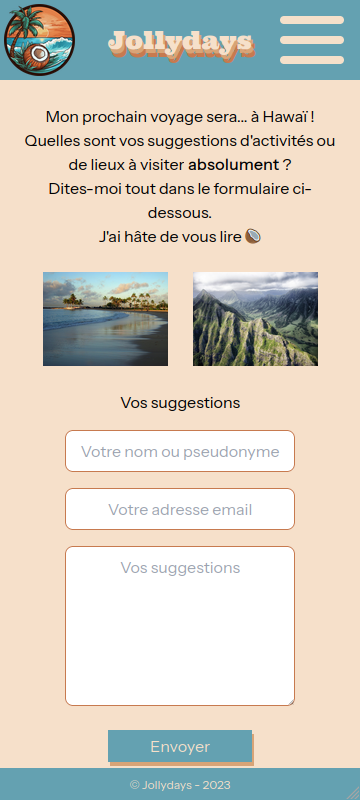 Jollydays
Mon prochain voyage sera... à Hawaï !
Quelles sont vos suggestions d'activités ou
de lieux à visiter absolument ?
Dites-moi tout dans le formulaire ci-
dessous.
J'ai hâte de vous lire 🥥
Vos suggestions
Votre nom ou pseudonyme
Votre adresse email
Vos suggestions
Envoyer
© Jollydays - 2023